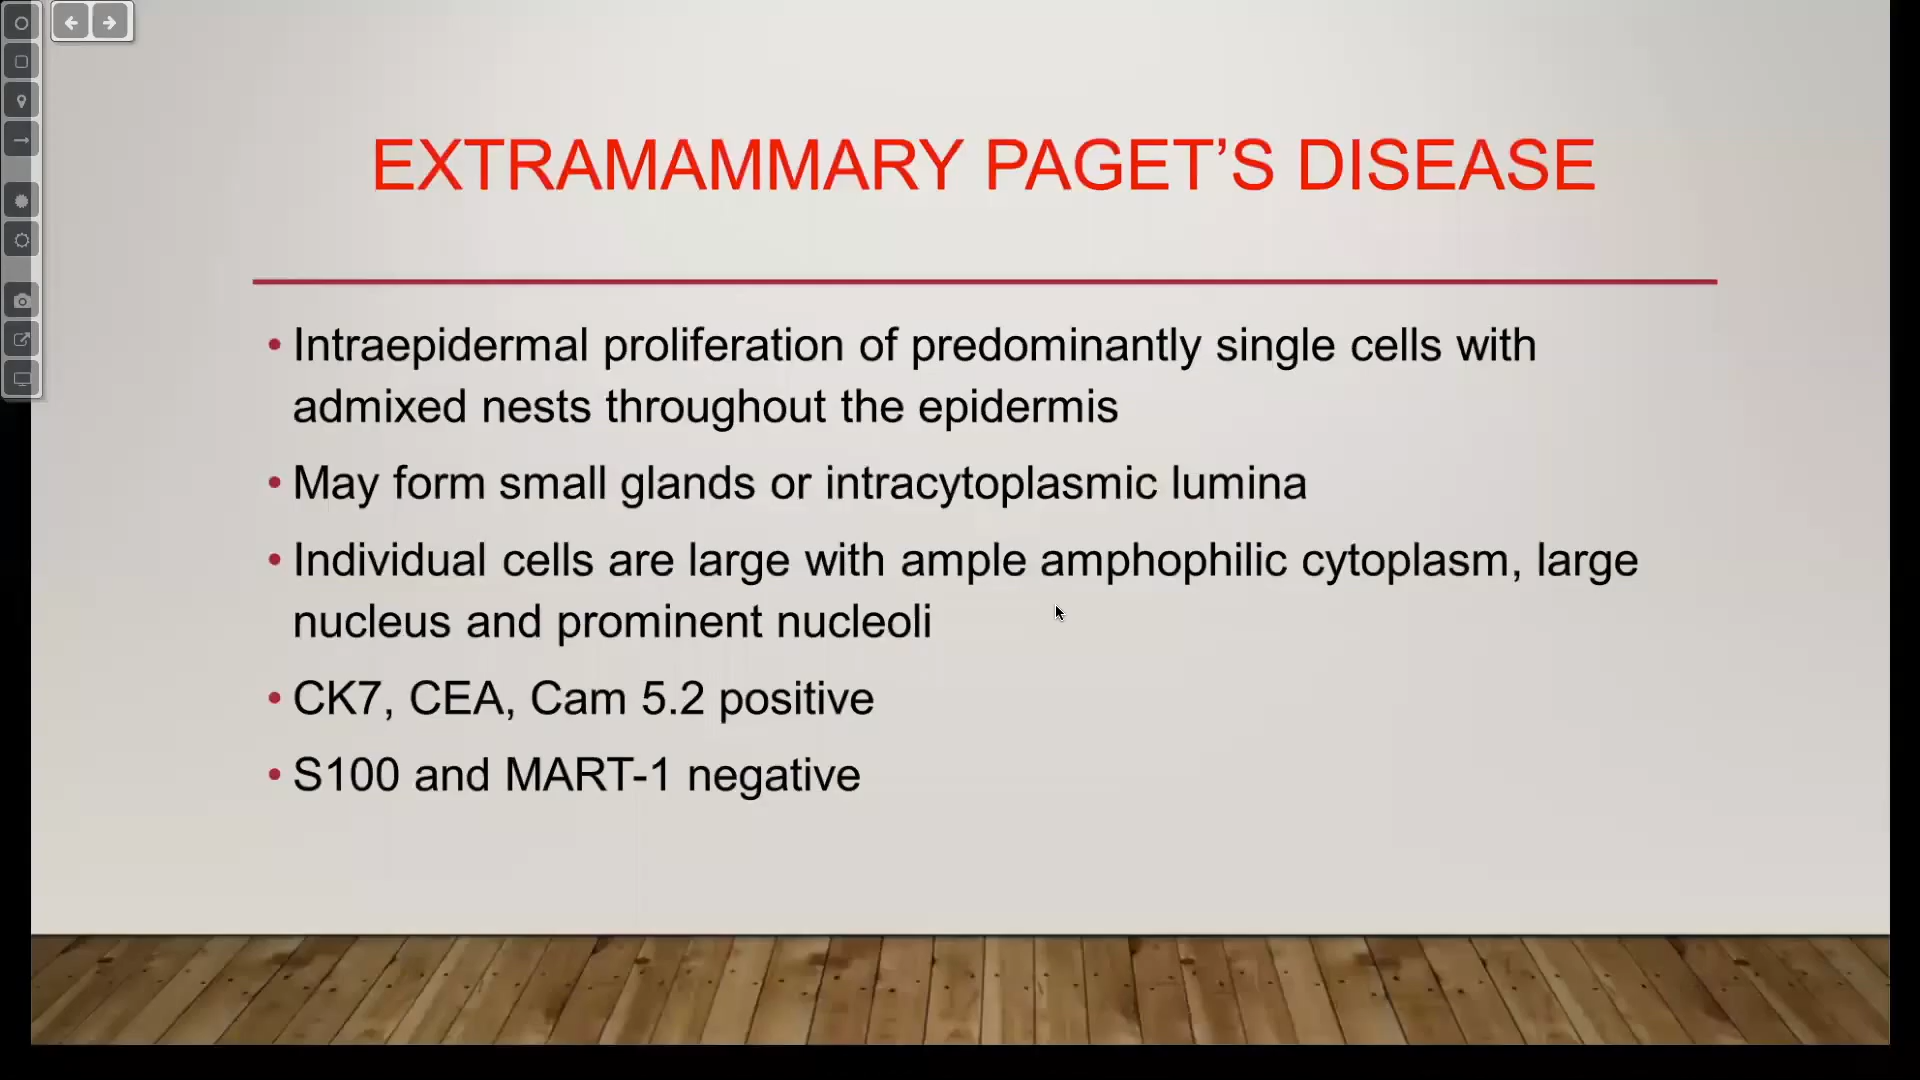 EXTRAMAMMARY PAGET’S DISEASE
• Intraepidermal proliferation of predominantly single cells with
admixed nests throughout the epidermis
• May form small glands or intracytoplasmic lumina
• Individual cells are large with ample amphophilic cytoplasm, large
nucleus and prominent nucleoli
• CK7, CEA, Cam 5.2 positive
• S100 and MART-1 negative